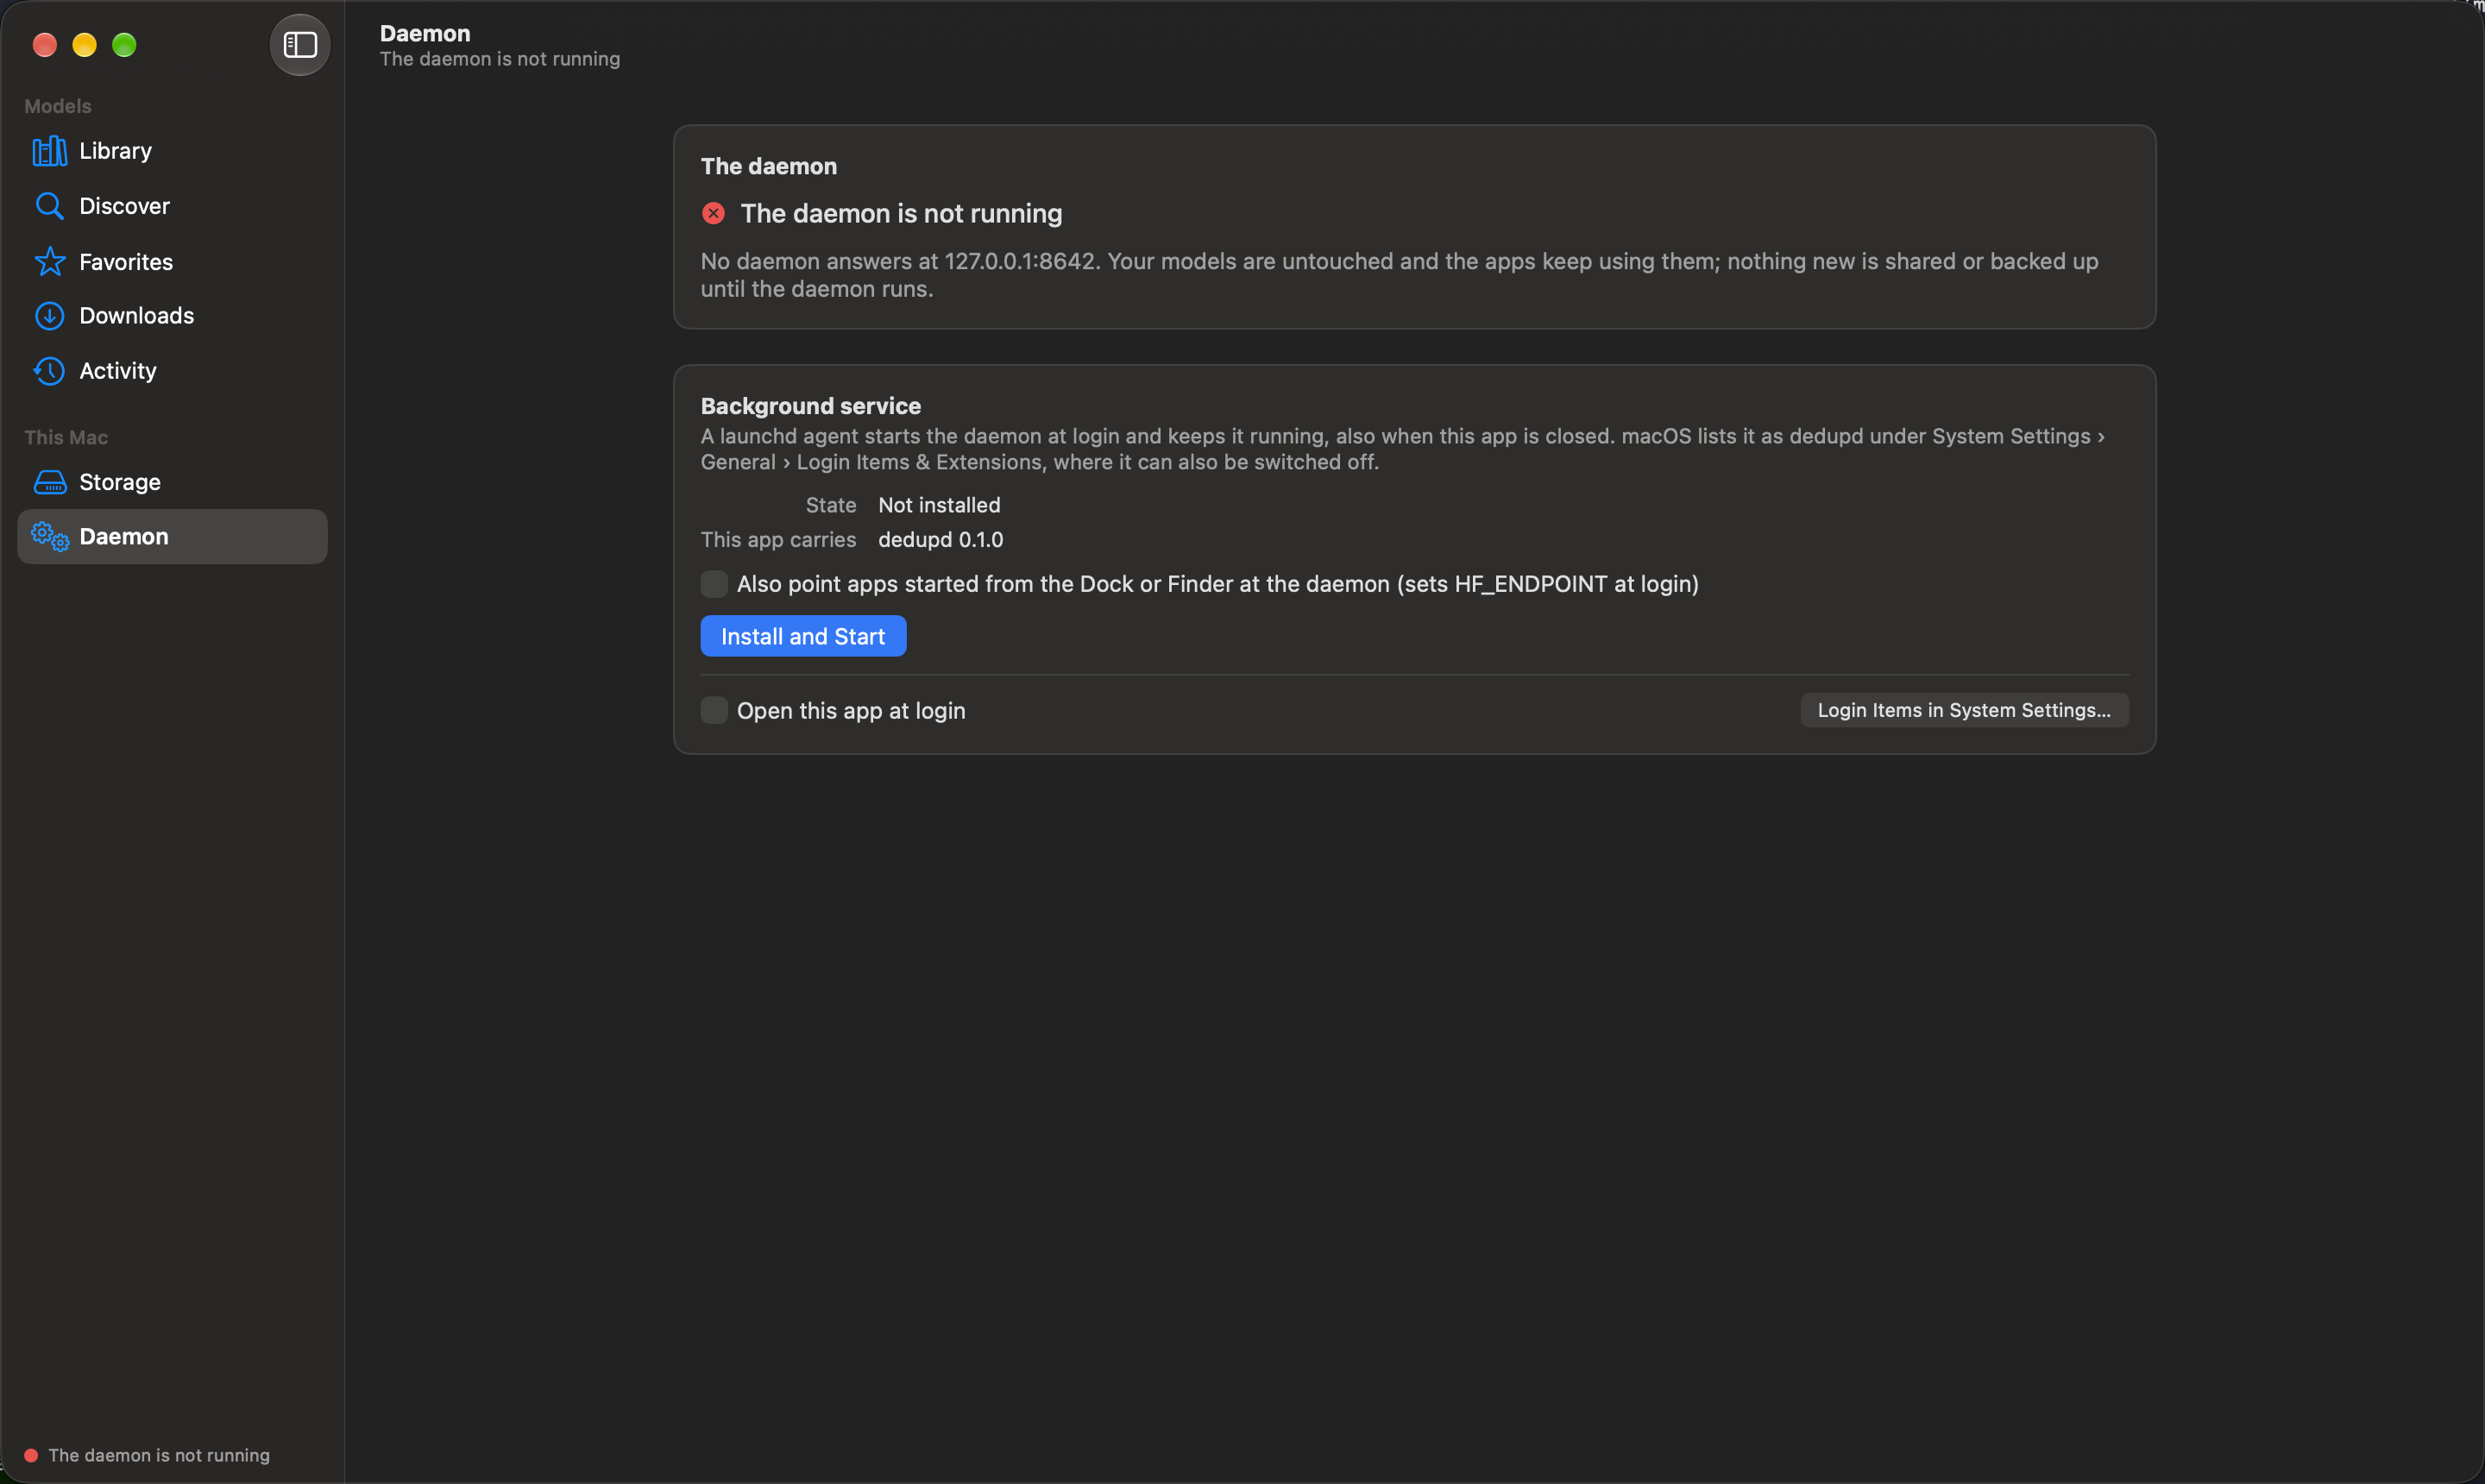 Models
Library
Discover
Favorites
Downloads
Activity
This Mac
Storage
Daemon
The daemon is not running
Daemon
The daemon is not running
The daemon
The daemon is not running
No daemon answers at 127.0.0.1:8642. Your models are untouched and the apps keep using them; nothing new is shared or backed up
until the daemon runs.
Background service
A launchd agent starts the daemon at login and keeps it running, also when this app is closed. macOS lists it as dedupd under System Settings ›
General › Login Items & Extensions, where it can also be switched off.
State Not installed
This app carries dedupd 0.1.0
Also point apps started from the Dock or Finder at the daemon (sets HF_ENDPOINT at login)
Install and Start
Open this app at login
Login Items in System Settings...